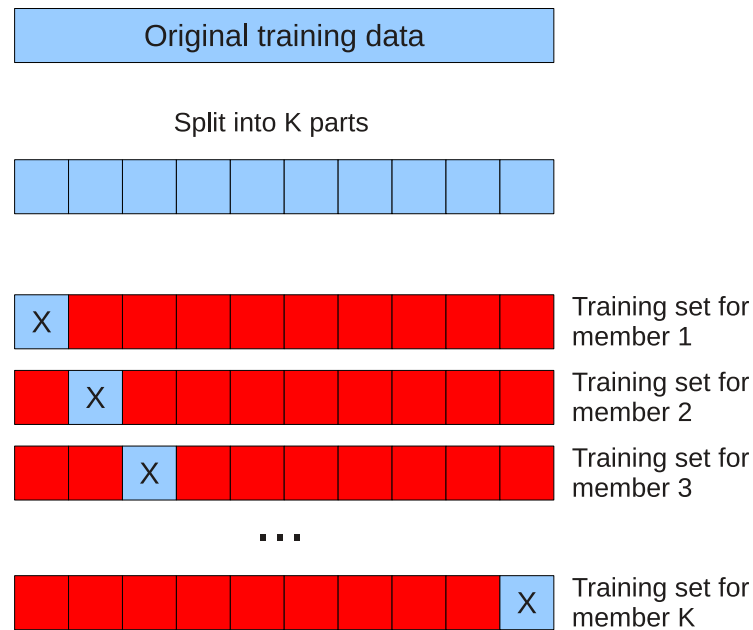 Original training data
Split into K parts
X
Training set for
member 1
X
Training set for
member 2
X
Training set for
member 3
...
X
Training set for
member K